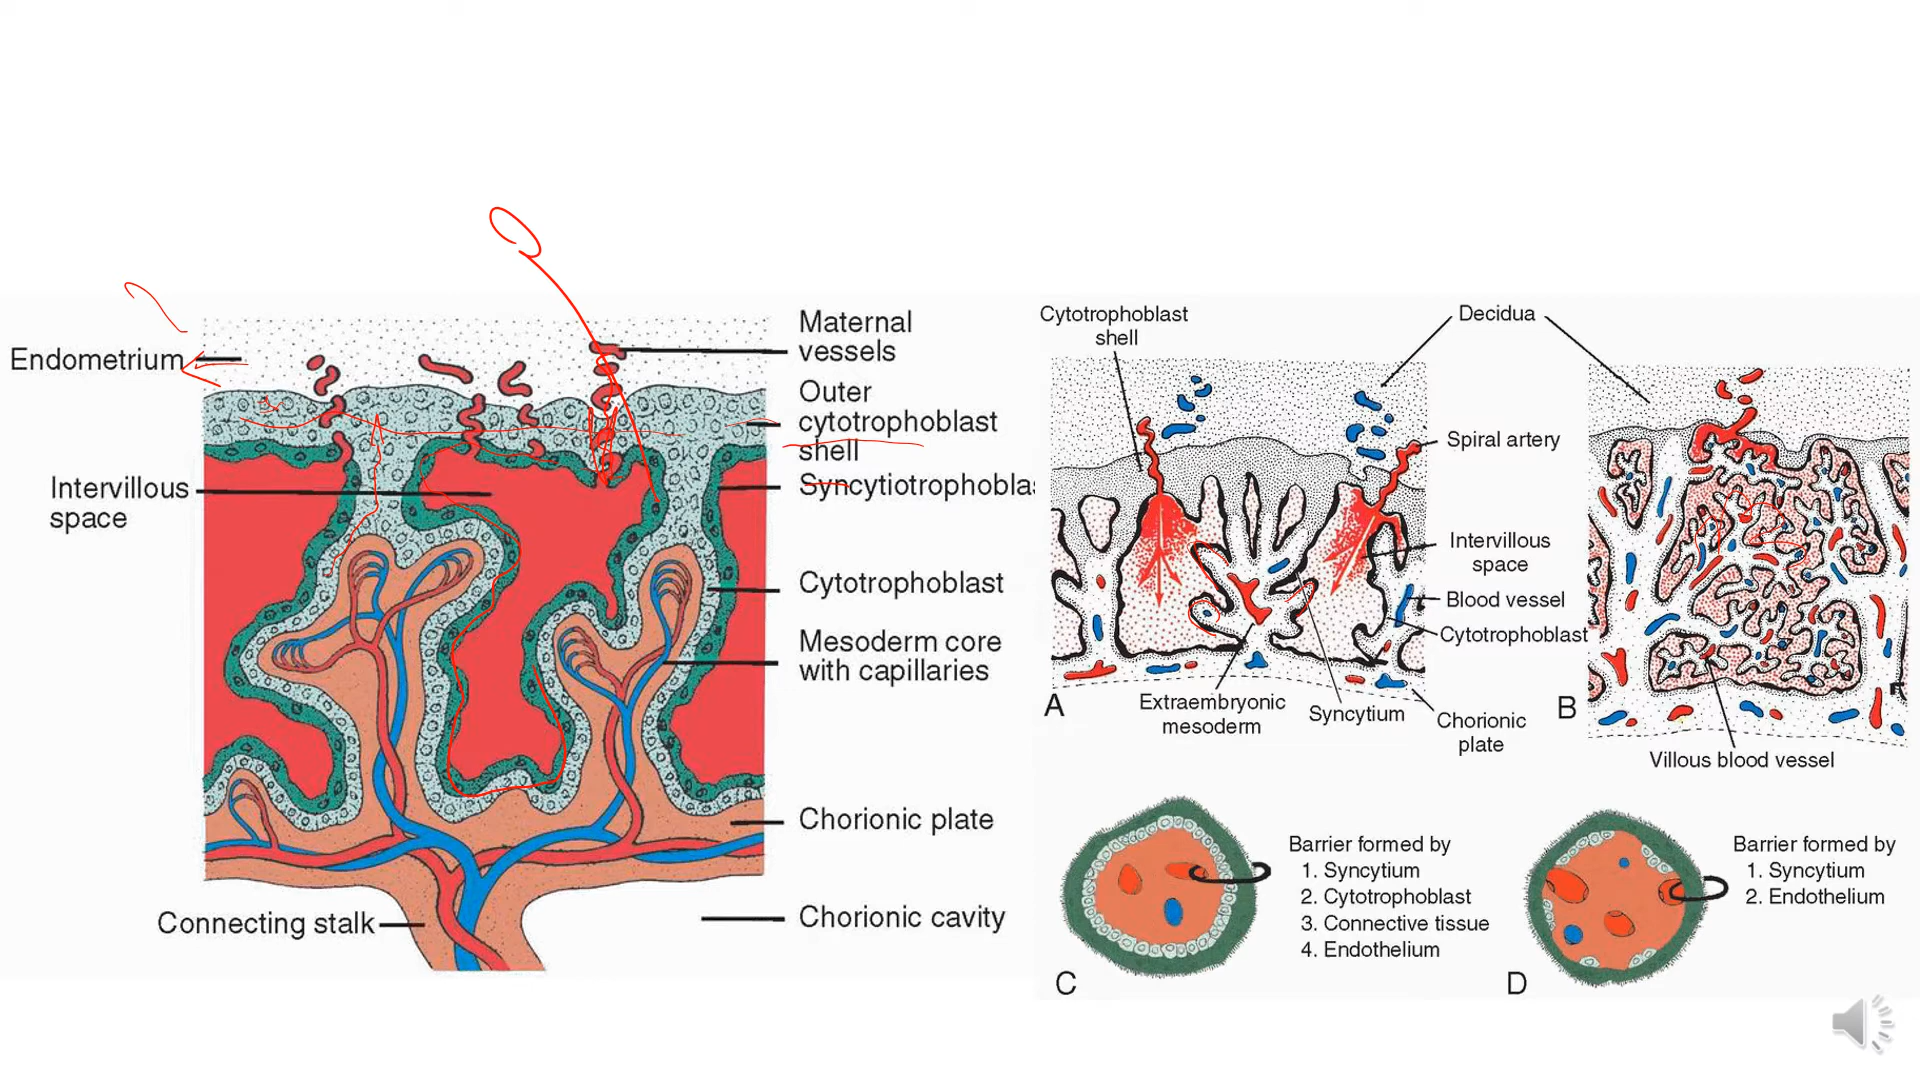 Endometrium
Intervillous
space
Connecting stalk
Maternal
vessels
Outer
cytotrophoblast
shell
Syncytiotrophoblas
Cytotrophoblast
Mesoderm core
with capillaries
Chorionic plate
Chorionic cavity
Cytotrophoblast
shell
Decidua
Spiral artery
Intervillous
space
Blood vessel
Cytotrophoblast
Extraembryonic
mesoderm
Syncytium
Chorionic
plate
A
B
Villous blood vessel
Barrier formed by
1. Syncytium
2. Cytotrophoblast
3. Connective tissue
4. Endothelium
C
Barrier formed by
1. Syncytium
2. Endothelium
D